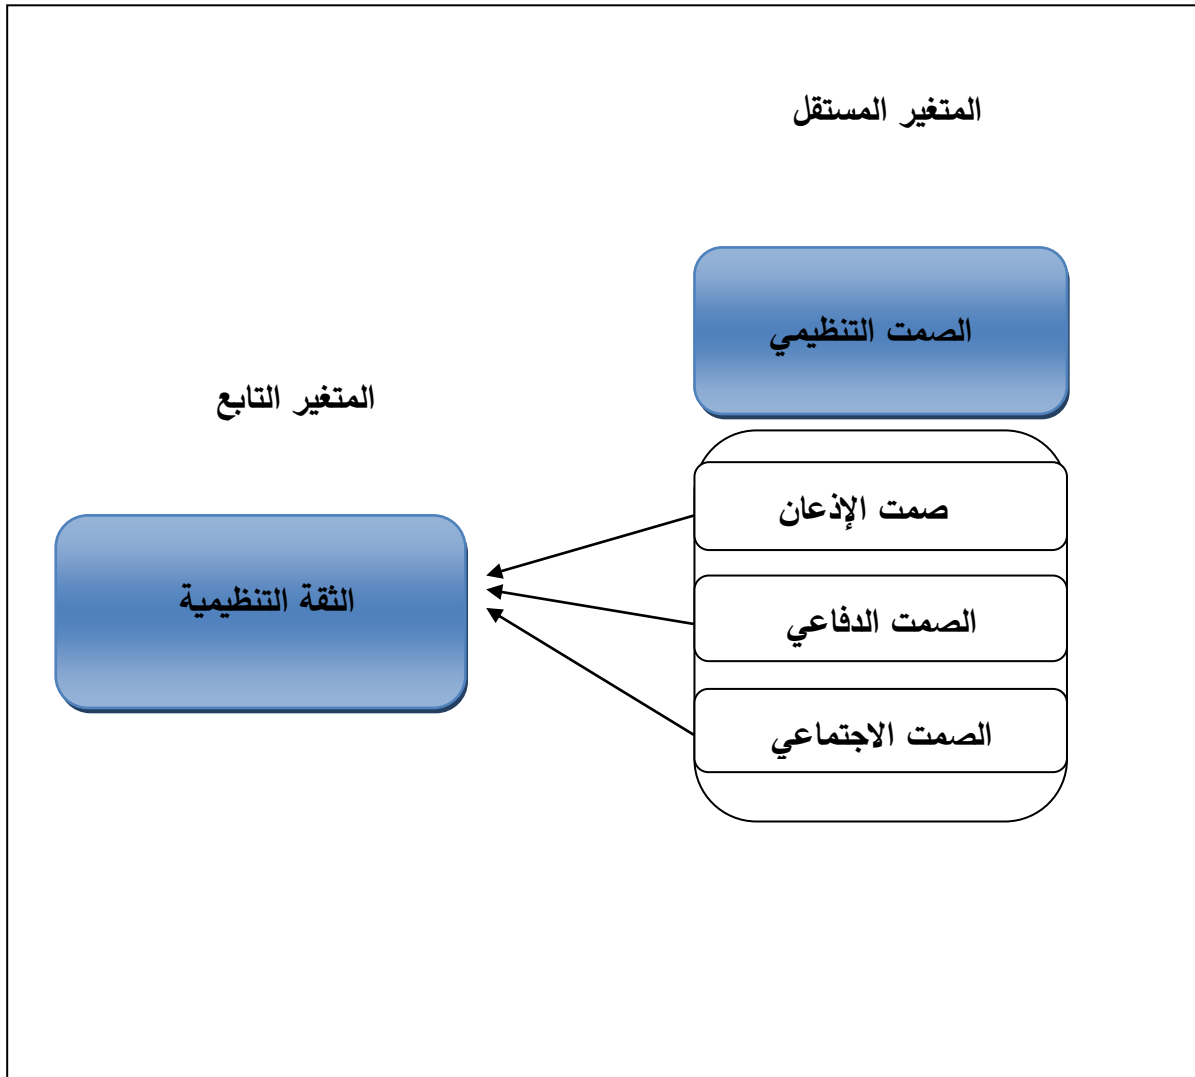 المتغير المستقل
الصمت التنظيمي
المتغير التابع
صمت الإذعان
الثقة التنظيمية
الصمت الدفاعي
الصمت الاجتماعي